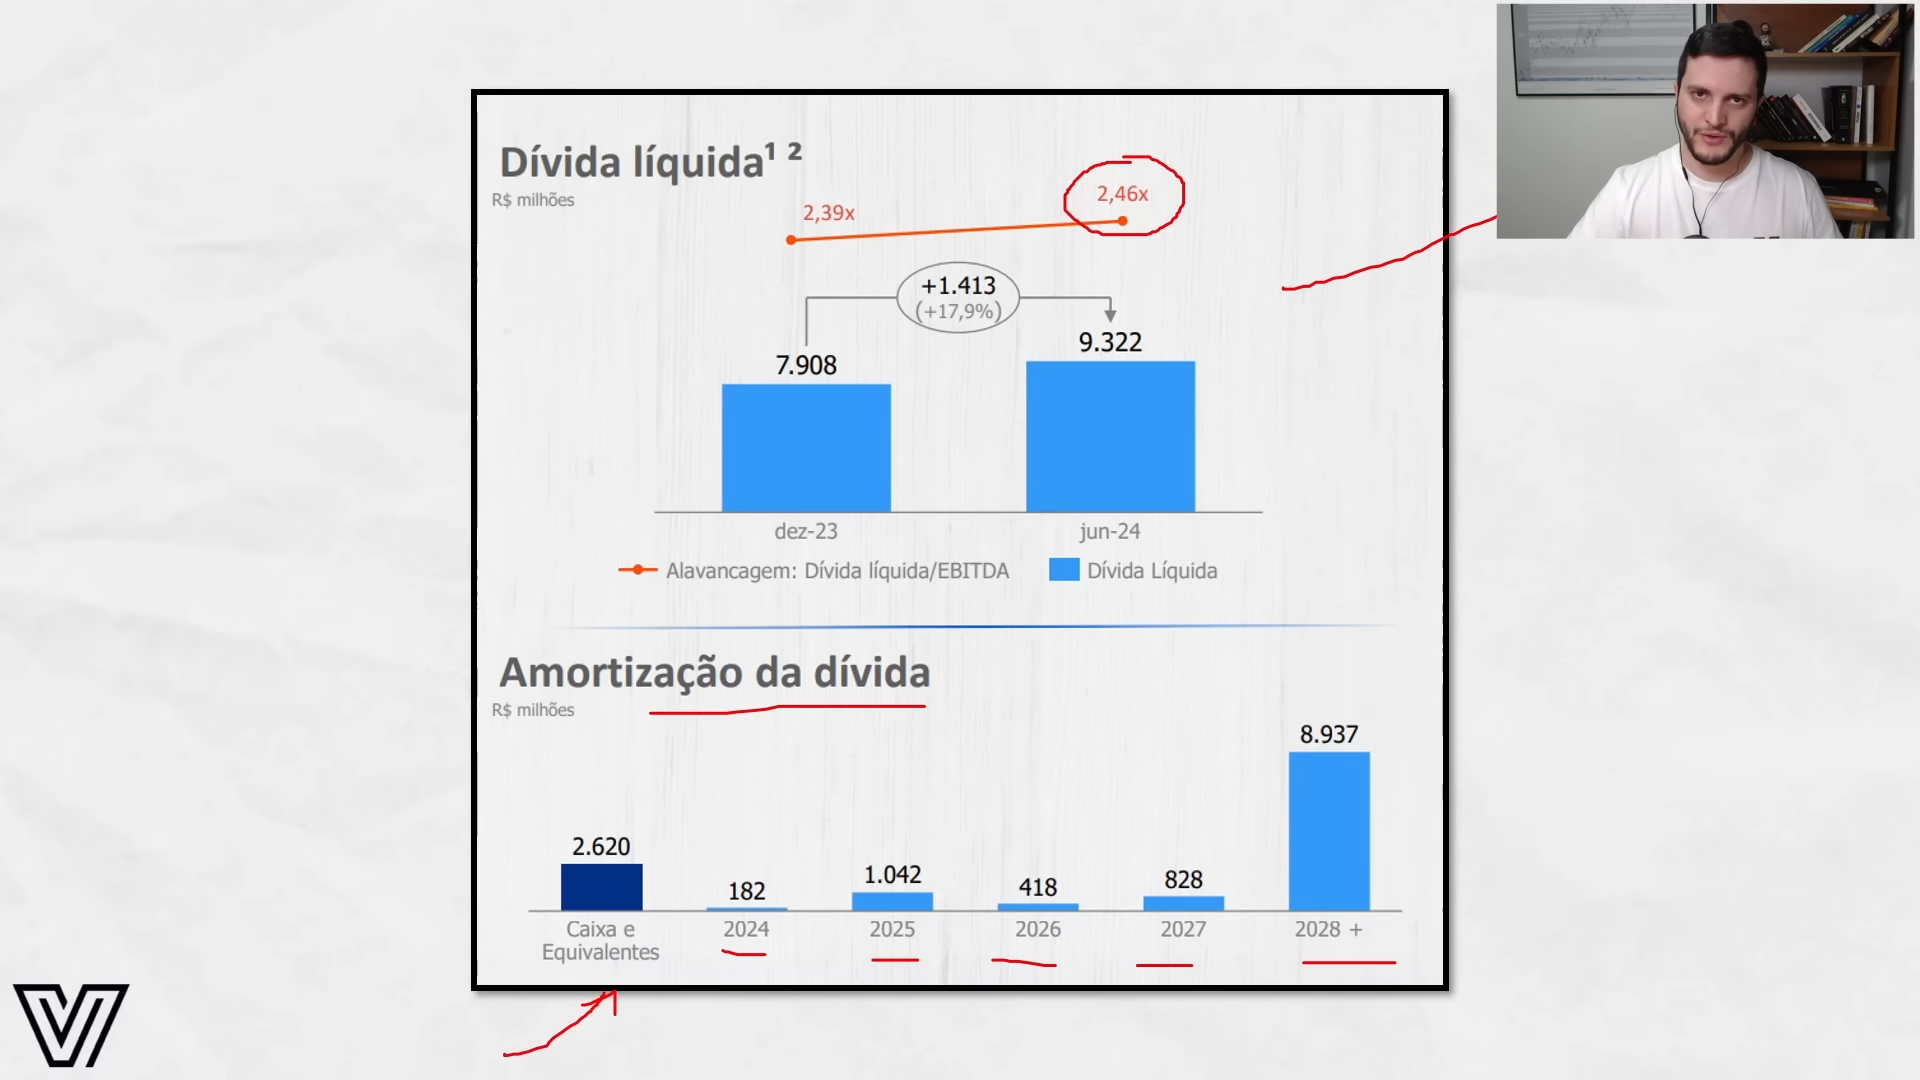 Dívida líquida¹ ²
R$ milhões
2,39x
2,46x
+1.413
(+17,9%)
7.908
9.322
dez-23
jun-24
Alavancagem: Dívida líquida/EBITDA
Dívida Líquida
Amortização da dívida
R$ milhões
2.620
182
1.042
418
828
8.937
Caixa e
Equivalentes
2024
2025
2026
2027
2028 +